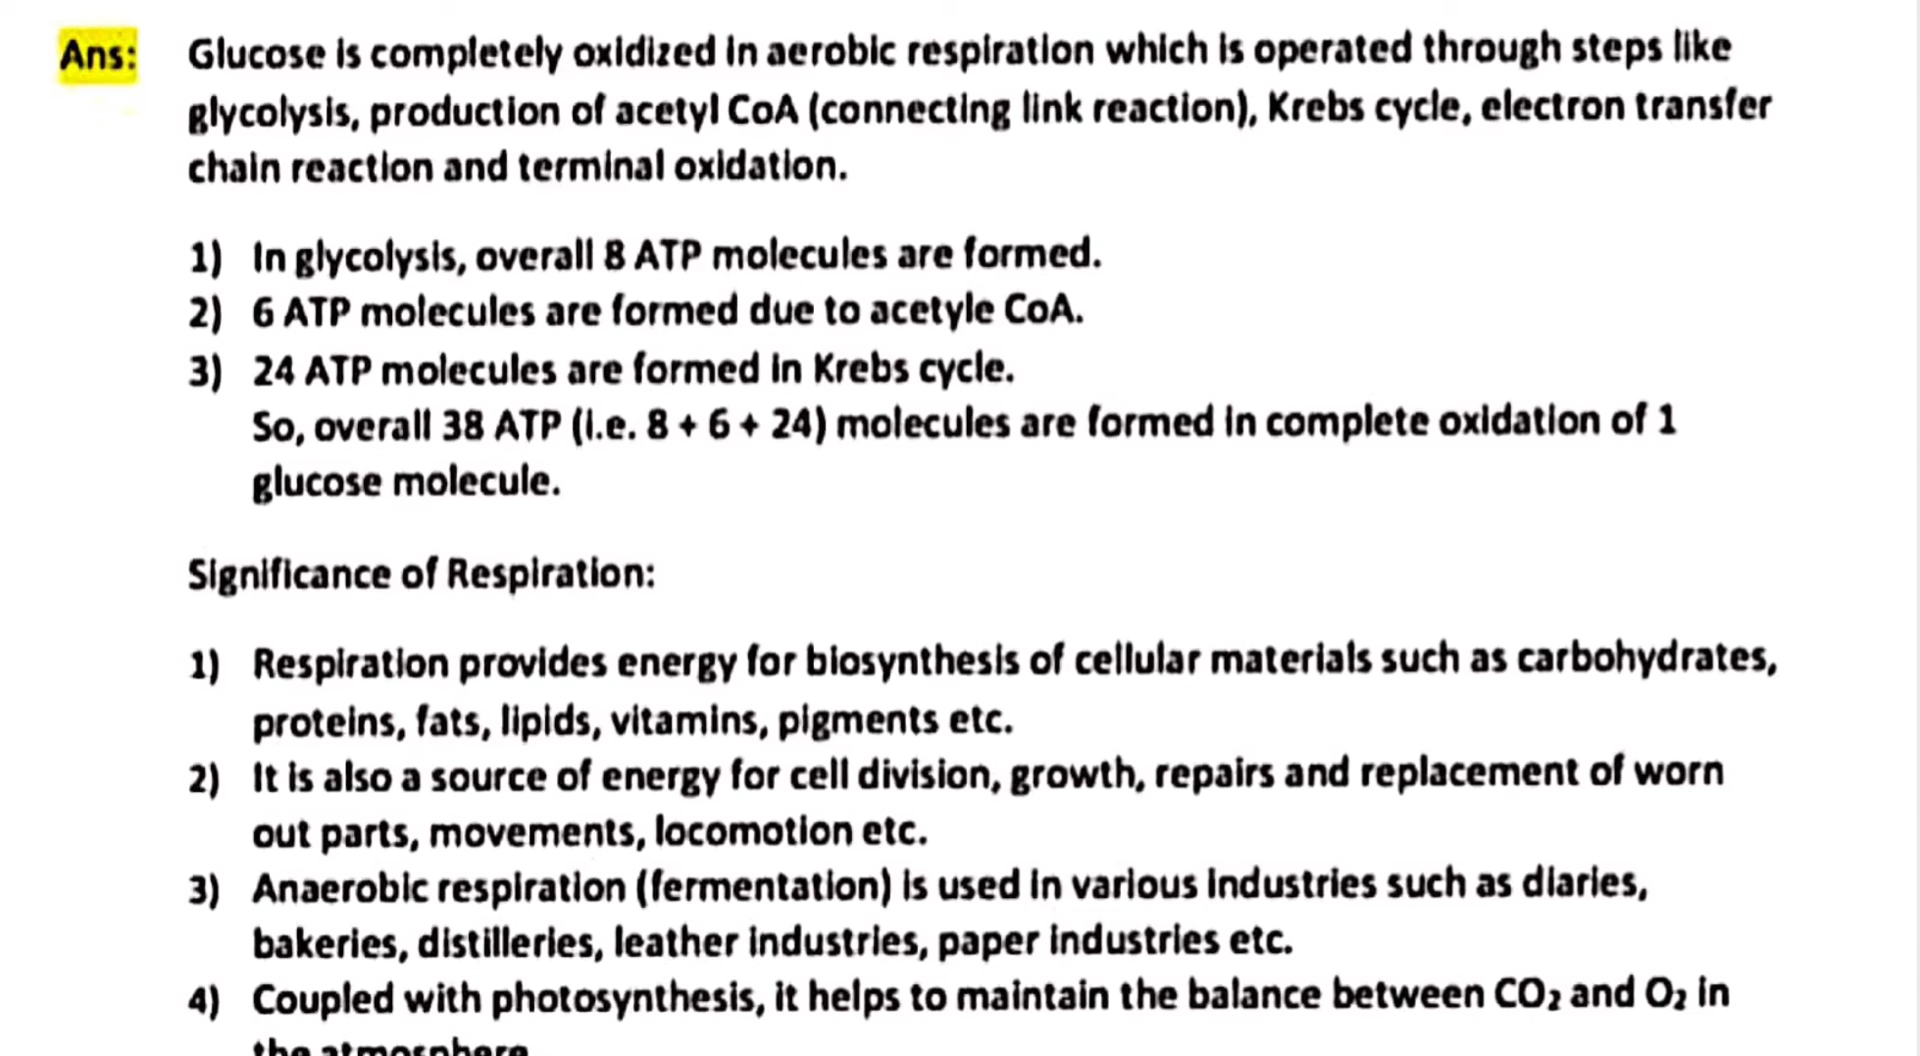 Ans: Glucose is completely oxidized in aerobic respiration which is operated through steps like
glycolysis, production of acetyl CoA (connecting link reaction), Krebs cycle, electron transfer
chain reaction and terminal oxidation.
1) In glycolysis, overall 8 ATP molecules are formed.
2) 6 ATP molecules are formed due to acetyle CoA.
3) 24 ATP molecules are formed in Krebs cycle.
So, overall 38 ATP (i.e. 8 + 6 + 24) molecules are formed in complete oxidation of 1
glucose molecule.
Significance of Respiration:
1) Respiration provides energy for biosynthesis of cellular materials such as carbohydrates,
proteins, fats, lipids, vitamins, pigments etc.
2) It is also a source of energy for cell division, growth, repairs and replacement of worn
out parts, movements, locomotion etc.
3) Anaerobic respiration (fermentation) is used in various industries such as diaries,
bakeries, distilleries, leather industries, paper industries etc.
4) Coupled with photosynthesis, it helps to maintain the balance between CO₂ and O₂ in
the atmosphere